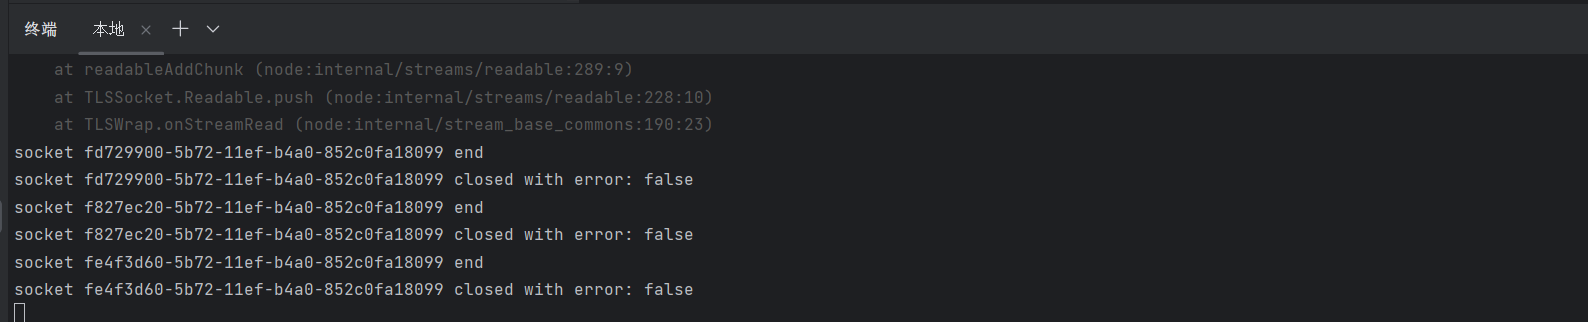 终端 本地
at readableAddChunk (node:internal/streams/readable:289:9)
at TLSSocket.Readable.push (node:internal/streams/readable:228:10)
at TLSWrap.onStreamRead (node:internal/stream_base_commons:190:23)
socket fd729900-5b72-11ef-b4a0-852c0fa18099 end
socket fd729900-5b72-11ef-b4a0-852c0fa18099 closed with error: false
socket f827ec20-5b72-11ef-b4a0-852c0fa18099 end
socket f827ec20-5b72-11ef-b4a0-852c0fa18099 closed with error: false
socket fe4f3d60-5b72-11ef-b4a0-852c0fa18099 end
socket fe4f3d60-5b72-11ef-b4a0-852c0fa18099 closed with error: false